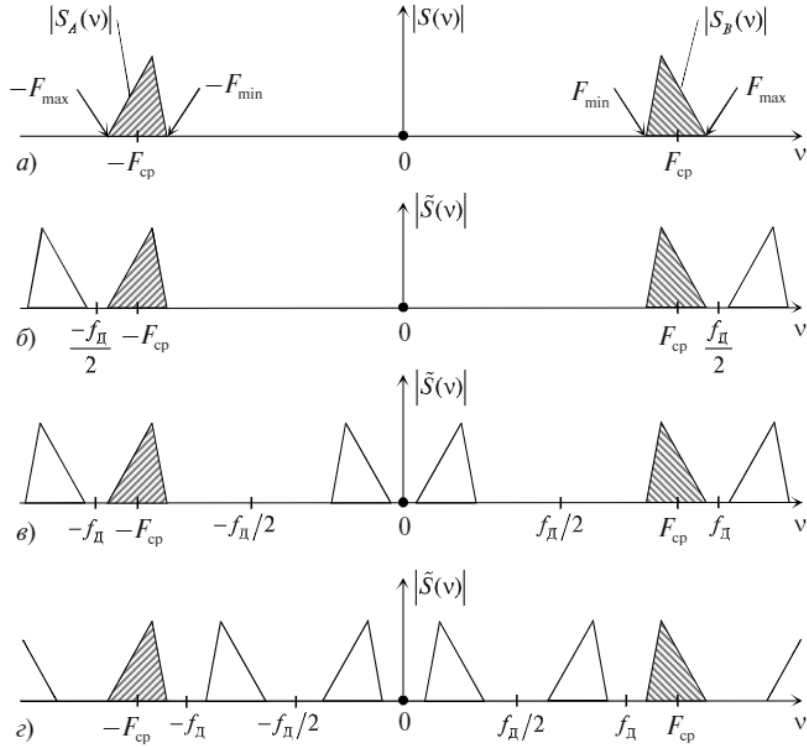 |S_A(ν)| |S(ν)| |S_B(ν)|
−F_max −F_min F_min F_max
а) −F_ср 0 F_ср ν
|S̃(ν)|
б) −f_Д/2 −F_ср 0 F_ср f_Д/2 ν
|S̃(ν)|
в) −f_Д −F_ср −f_Д/2 0 f_Д/2 F_ср f_Д ν
|S̃(ν)|
г) −F_ср −f_Д −f_Д/2 0 f_Д/2 f_Д F_ср ν